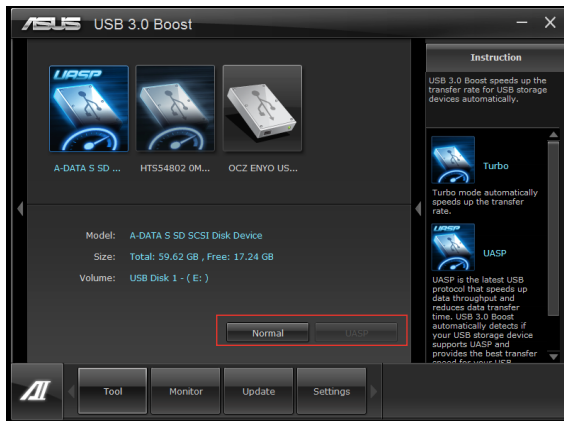 ASUS USB 3.0 Boost
UASP
A-DATA S SD ...
HTS54802 0M...
OCZ ENYO US...
Model: A-DATA S SD SCSI Disk Device
Size: Total: 59.62 GB , Free: 17.24 GB
Volume: USB Disk 1 - ( E: )
Normal
UASP
Instruction
USB 3.0 Boost speeds up the
transfer rate for USB storage
devices automatically.
Turbo
Turbo mode automatically
speeds up the transfer
rate.
UASP
UASP
UASP is the latest USB
protocol that speeds up
data throughput and
reduces data transfer
time. USB 3.0 Boost
automatically detects if
your USB storage device
supports UASP and
provides the best transfer
speed for your USB
AI
Tool
Monitor
Update
Settings